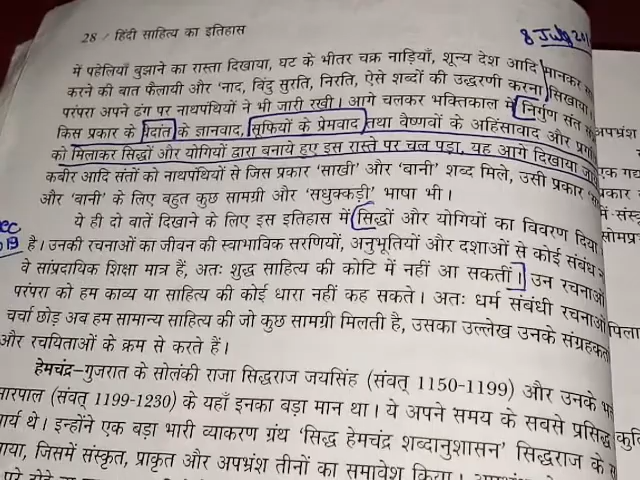 28 / हिंदी साहित्य का इतिहास
8 July
में पहेलियाँ बुझाने का रास्ता दिखाया, घट के भीतर चक्र नाड़ियाँ, शून्य देश आदि मानकर
करने की बात फैलायी और 'नाद, विंदु सुरति, निरति, ऐसे शब्दों की उद्धरणी करना सिखाया।
परंपरा अपने ढंग पर नाथपंथियों ने भी जारी रखी। आगे चलकर भक्तिकाल में निर्गुण संत
किस प्रकार के वेदांत के ज्ञानवाद, सूफियों के प्रेमवाद तथा वैष्णवों के अहिंसावाद और
को मिलाकर सिद्धों और योगियों द्वारा बनाये हुए इस रास्ते पर चल पड़ा, यह आगे दिखाया
कबीर आदि संतों को नाथपंथियों से जिस प्रकार 'साखी' और 'बानी' शब्द मिले, उसी प्रकार
और 'बानी' के लिए बहुत कुछ सामग्री और 'सधुक्कड़ी' भाषा भी।
ये ही दो बातें दिखाने के लिए इस इतिहास में सिद्धों और योगियों का विवरण दिया
है। उनकी रचनाओं का जीवन की स्वाभाविक सरणियों, अनुभूतियों और दशाओं से कोई संबंध
वे सांप्रदायिक शिक्षा मात्र हैं, अतः शुद्ध साहित्य की कोटि में नहीं आ सकतीं। उन रचनाओं
परंपरा को हम काव्य या साहित्य की कोई धारा नहीं कह सकते। अतः धर्म संबंधी रचनाओं
चर्चा छोड़ अब हम सामान्य साहित्य की जो कुछ सामग्री मिलती है, उसका उल्लेख उनके
और रचयिताओं के क्रम से करते हैं।
हेमचंद्र–गुजरात के सोलंकी राजा सिद्धराज जयसिंह (संवत् 1150-1199) और उनके
(संवत् 1199-1230) के यहाँ इनका बड़ा मान था। ये अपने समय के सबसे प्रसिद्ध
थे। इन्होंने एक बड़ा भारी व्याकरण ग्रंथ 'सिद्ध हेमचंद्र शब्दानुशासन' सिद्धराज के
जिसमें संस्कृत, प्राकृत और अपभ्रंश तीनों का समावेश किया।
अपभ्रंश
एक गद्य